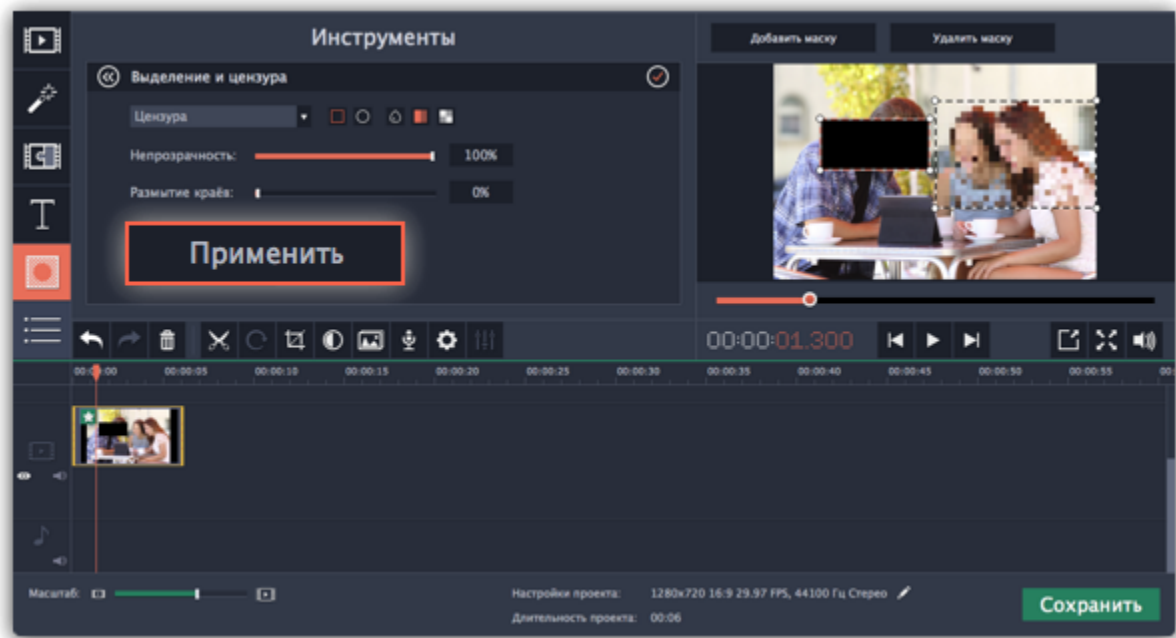 Инструменты
Добавить маску
Удалить маску
Выделение и цензура
Цензура
Непрозрачность: 100%
Размытие краёв: 0%
Применить
00:00:01.300
00:00:00 00:00:05 00:00:10 00:00:15 00:00:20 00:00:25 00:00:30 00:00:35 00:00:40 00:00:45 00:00:50 00:00:55 00:
Масштаб:
Настройки проекта: 1280x720 16:9 29.97 FPS, 44100 Гц Стерео
Длительность проекта: 00:06
Сохранить